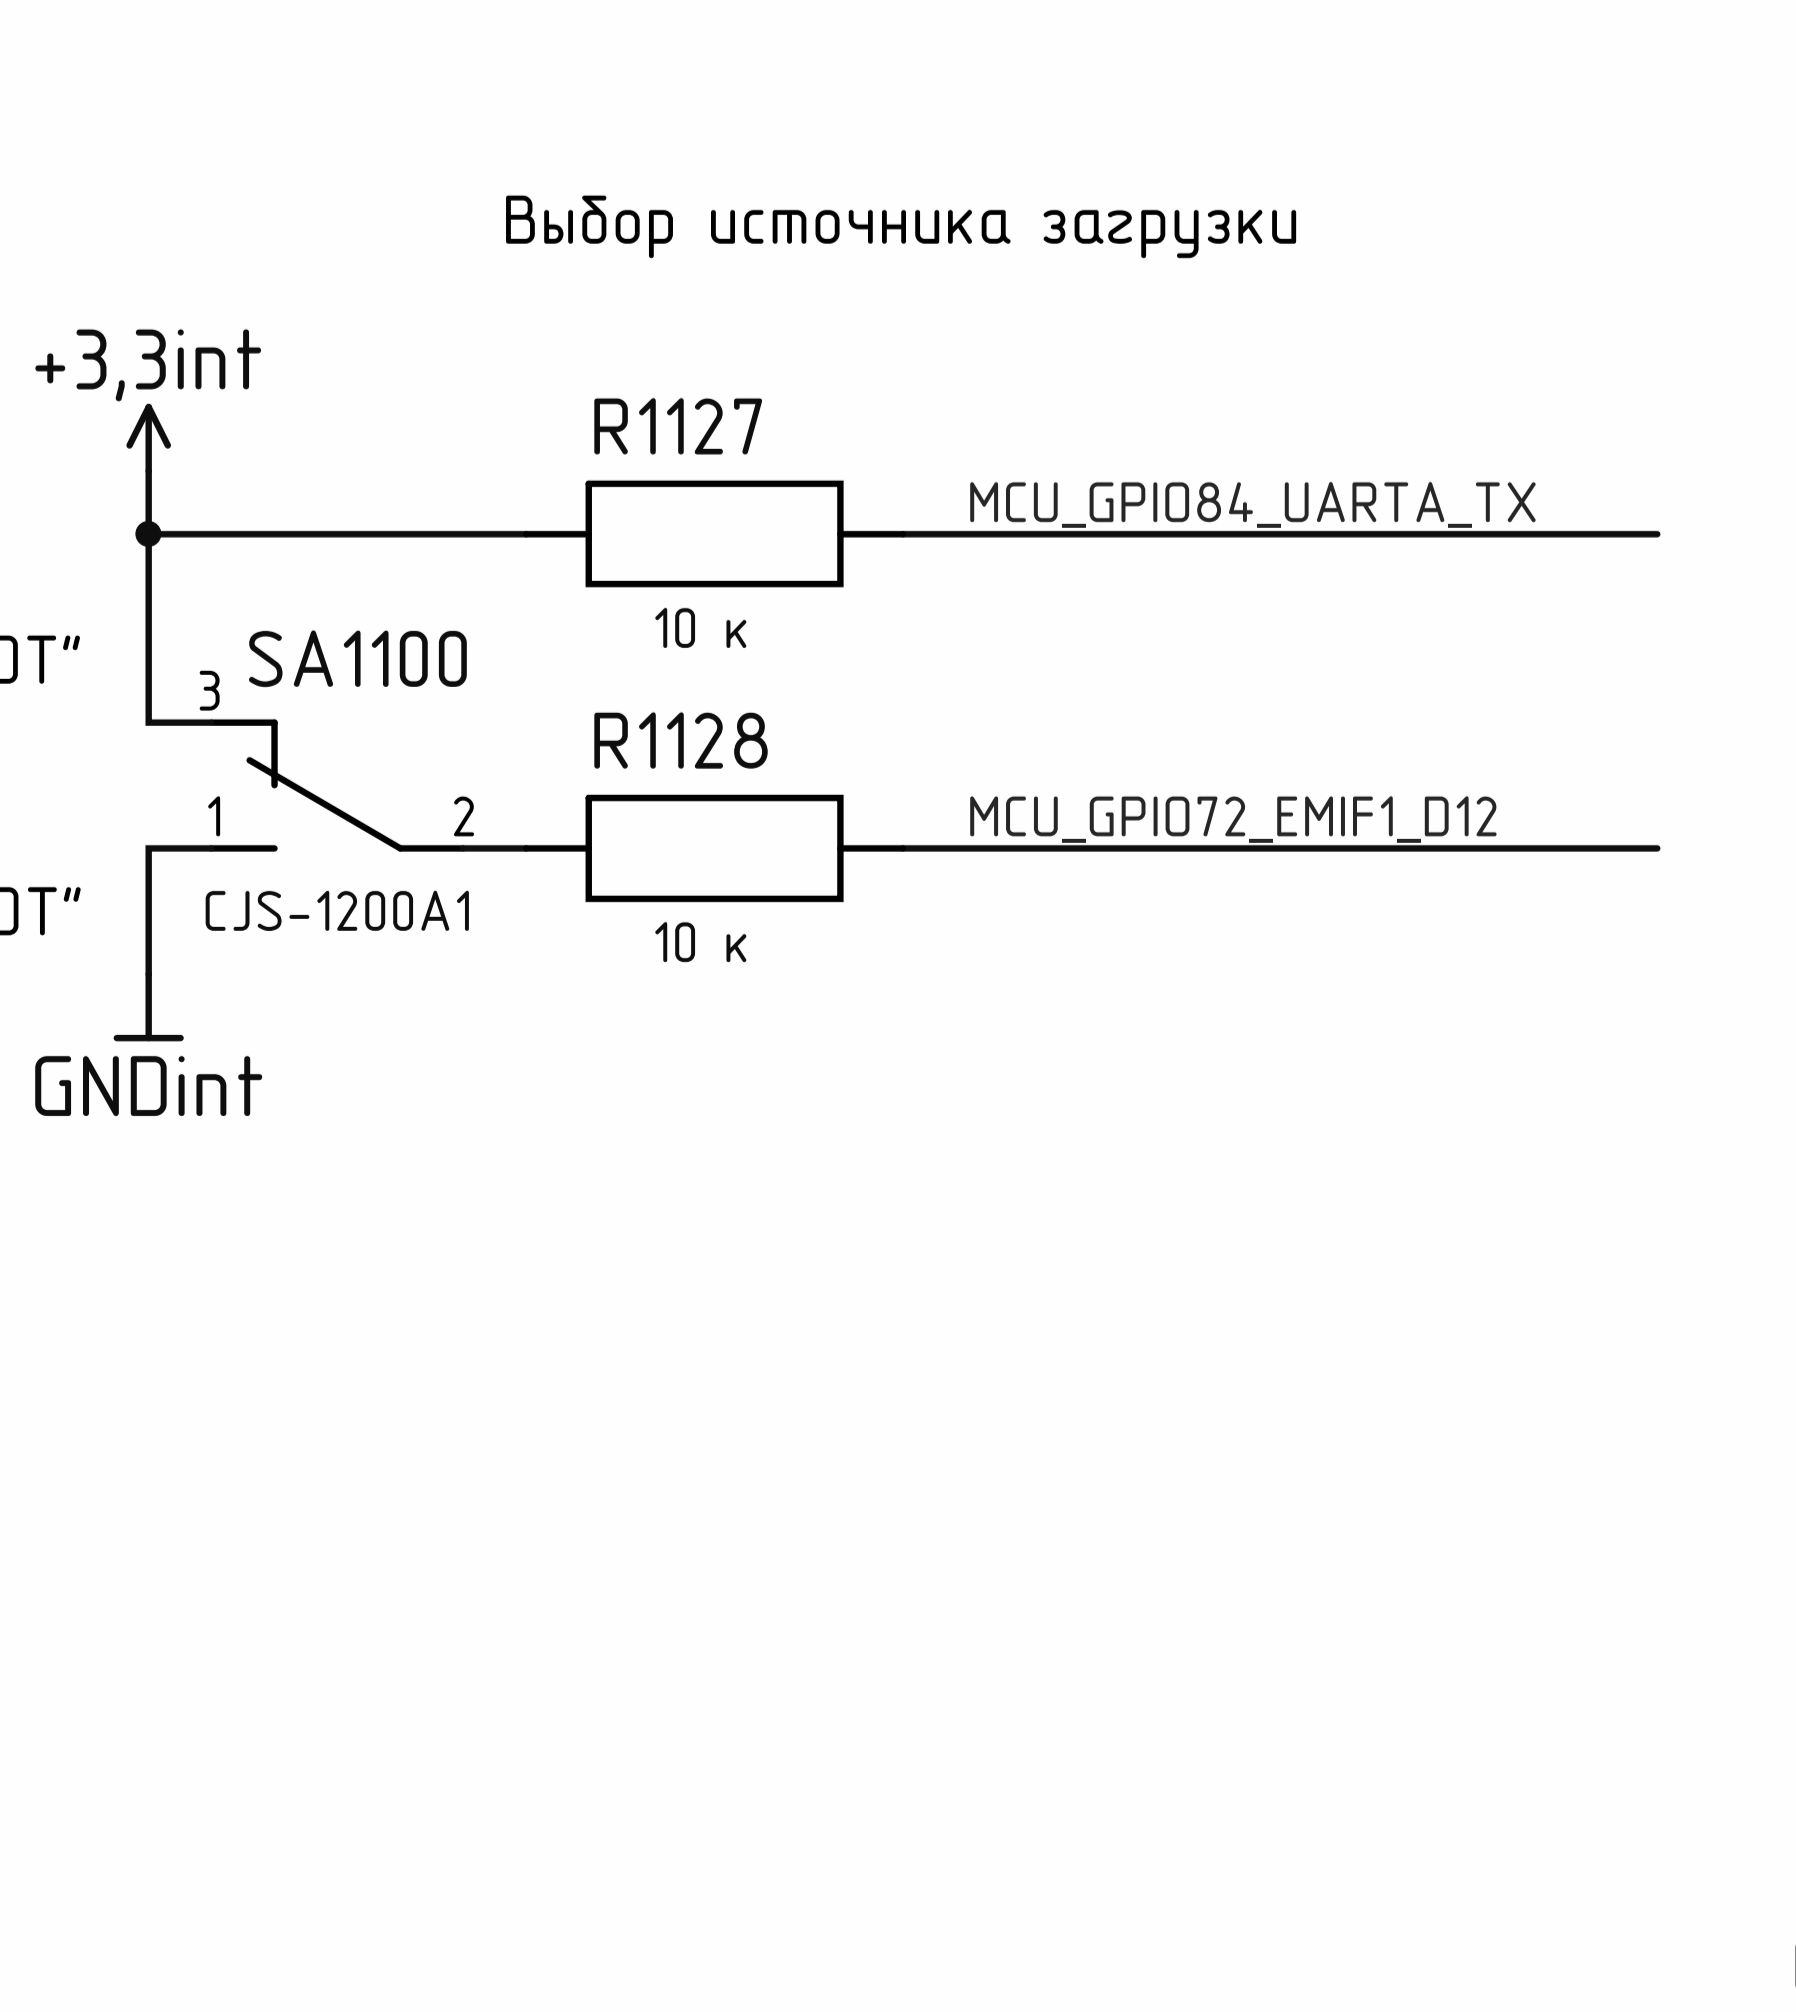 Выбор источника загрузки
+3,3int
R1127
MCU_GPIO84_UARTA_TX
10 к
SA1100
3
R1128
1
2
MCU_GPIO72_EMIF1_D12
CJS-1200A1
10 к
GNDint